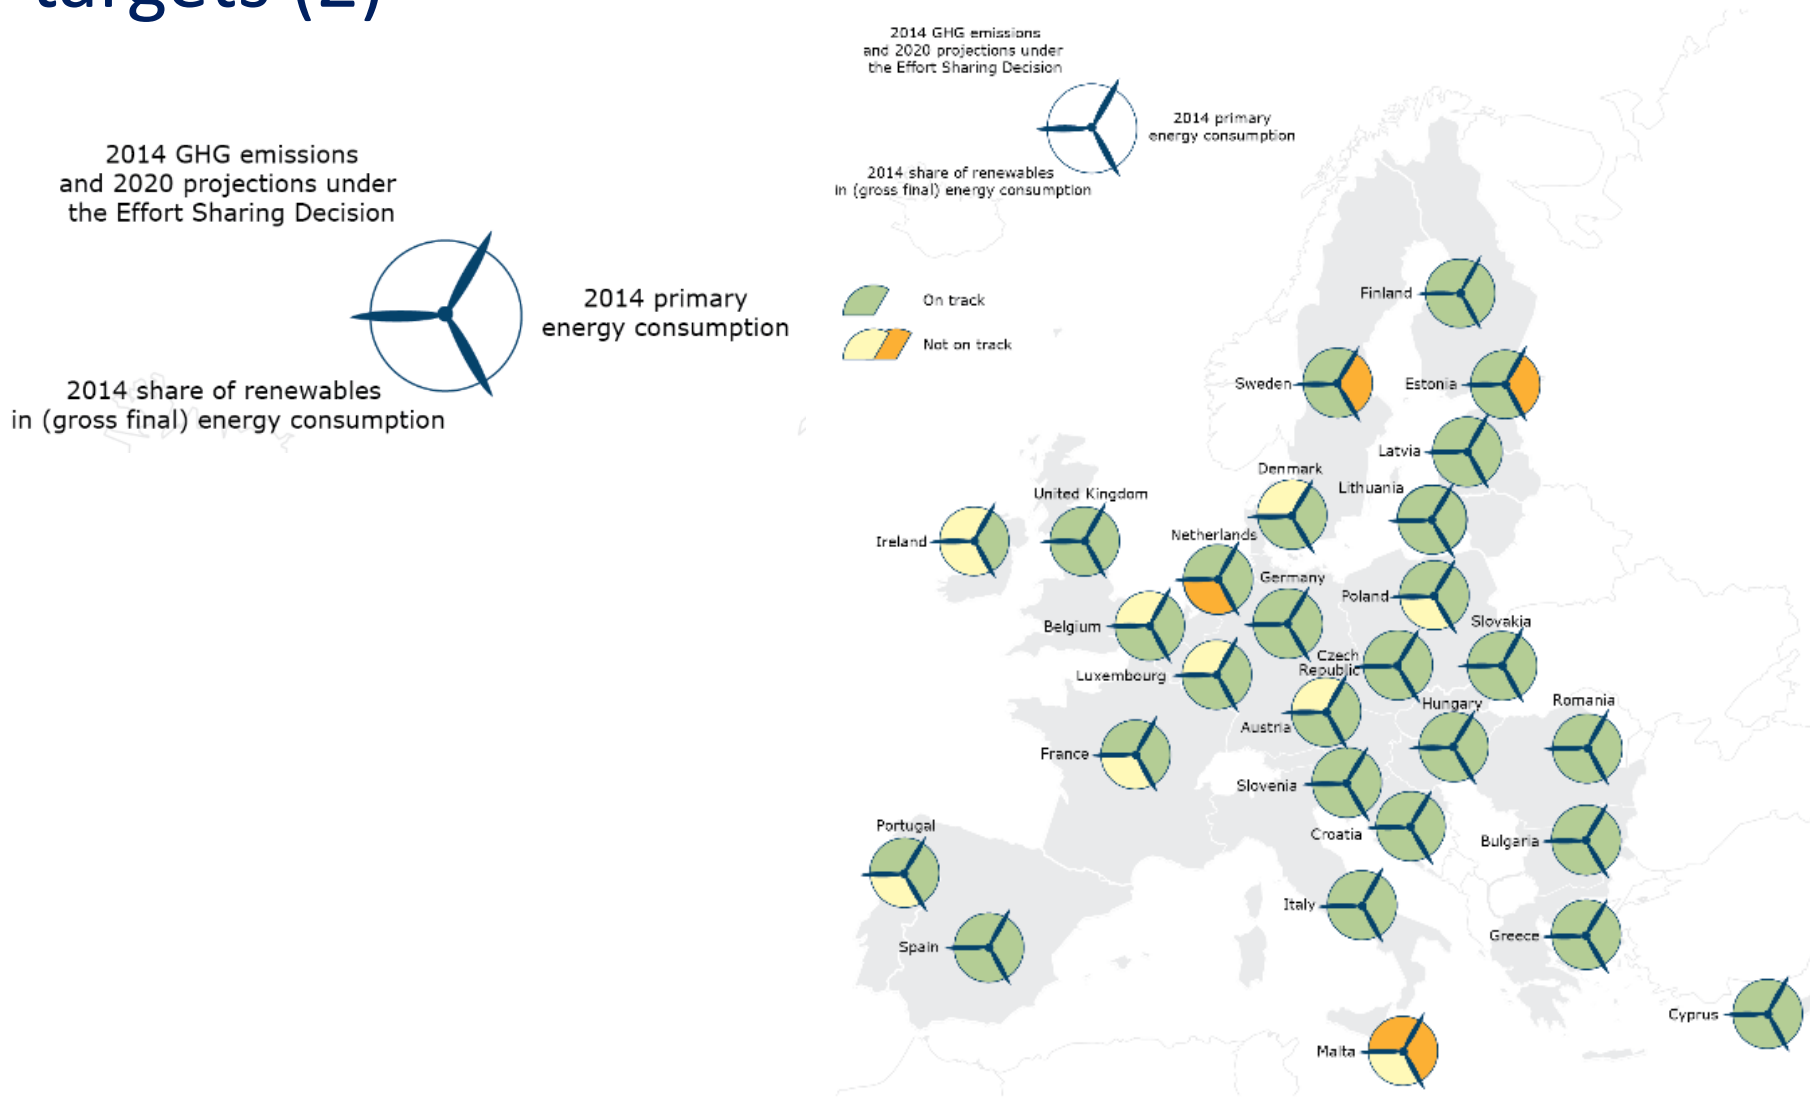 targets (2)
2014 GHG emissions
and 2020 projections under
the Effort Sharing Decision
2014 primary
energy consumption
2014 share of renewables
in (gross final) energy consumption
2014 GHG emissions
and 2020 projections under
the Effort Sharing Decision
2014 primary
energy consumption
2014 share of renewables
in (gross final) energy consumption
On track
Not on track
Finland
Sweden
Estonia
Latvia
Denmark
Lithuania
United Kingdom
Ireland
Netherlands
Germany
Poland
Belgium
Slovakia
Czech
Republic
Luxembourg
Romania
Hungary
Austria
France
Slovenia
Portugal
Croatia
Bulgaria
Italy
Greece
Spain
Cyprus
Malta